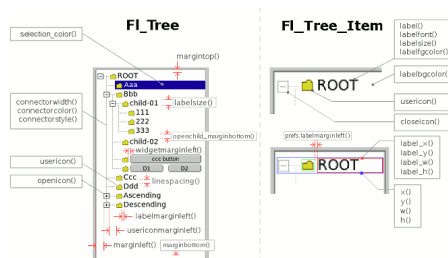 Fl_Tree
selection_color()
margintop()
ROOT
Aaa
Bbb
child-01
111
222
333
child-02
labelsize()
connectorwidth()
connectorcolor()
connectorstyle()
openchild_marginbottom()
widgetmarginleft()
ccc button
D1
D2
usericon()
openicon()
Ccc
Ddd
linespacing()
Ascending
Descending
labelmarginleft()
usericonmarginleft()
marginleft()
marginbottom()
Fl_Tree_Item
label()
labelfont()
labelsize()
labelfgcolor()
labelbgcolor()
ROOT
usericon()
closeicon()
prefs.labelmarginleft()
ROOT
label_x()
label_y()
label_w()
label_h()
x()
y()
w()
h()